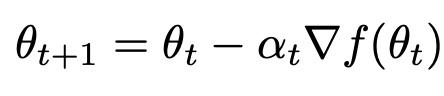 θ_{t+1} = θ_t − α_t ∇f(θ_t)